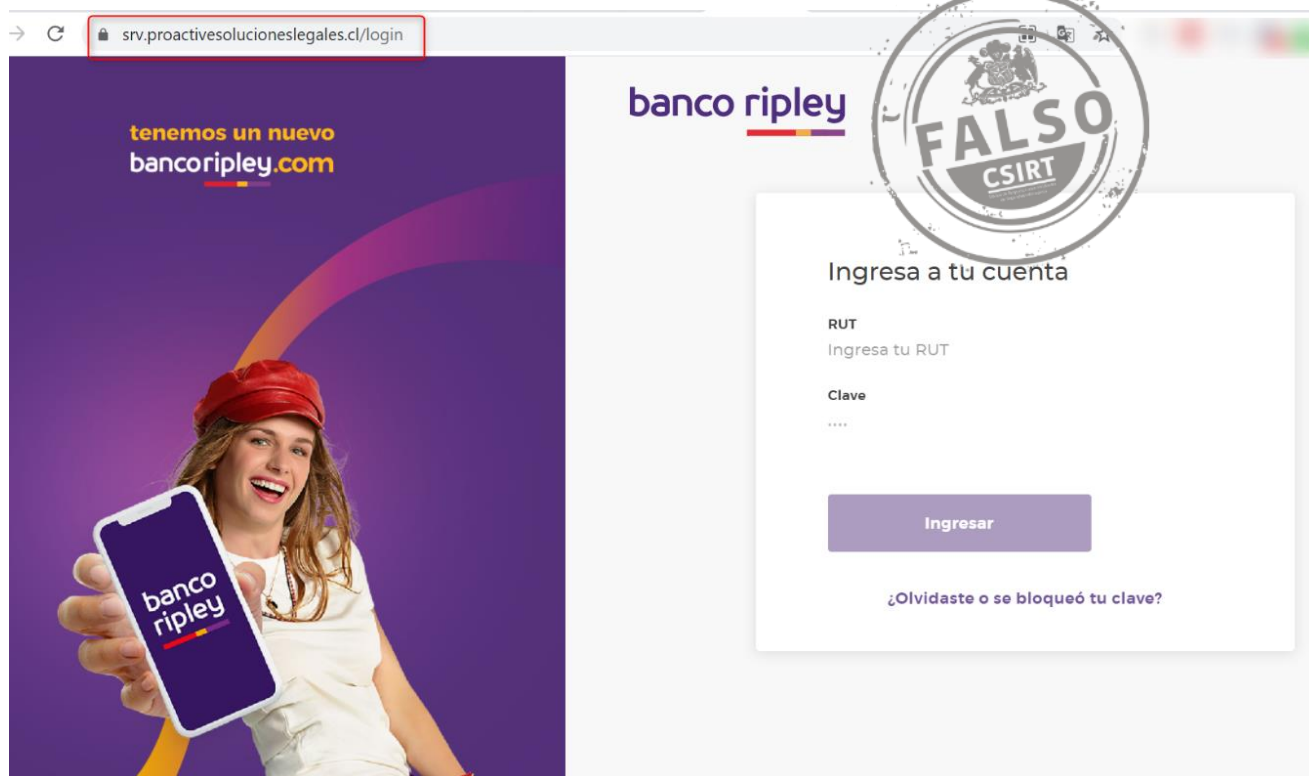 srv.proactivesolucioneslegales.cl/login
tenemos un nuevo
bancoripley.com
banco ripley
FALSO
CSIRT
Ingresa a tu cuenta
RUT
Ingresa tu RUT
Clave
....
Ingresar
¿Olvidaste o se bloqueó tu clave?
banco
ripley